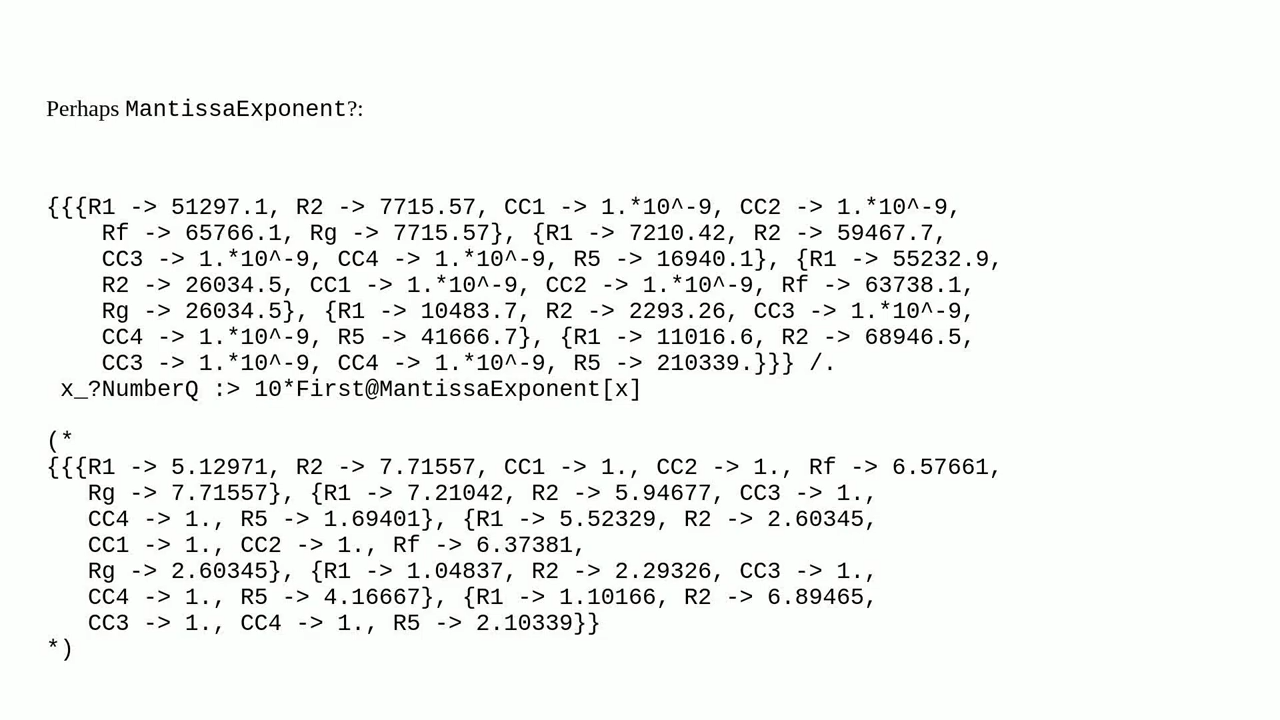 Perhaps MantissaExponent?:
{{{R1 -> 51297.1, R2 -> 7715.57, CC1 -> 1.*10^-9, CC2 -> 1.*10^-9,
Rf -> 65766.1, Rg -> 7715.57}, {R1 -> 7210.42, R2 -> 59467.7,
CC3 -> 1.*10^-9, CC4 -> 1.*10^-9, R5 -> 16940.1}, {R1 -> 55232.9,
R2 -> 26034.5, CC1 -> 1.*10^-9, CC2 -> 1.*10^-9, Rf -> 63738.1,
Rg -> 26034.5}, {R1 -> 10483.7, R2 -> 2293.26, CC3 -> 1.*10^-9,
CC4 -> 1.*10^-9, R5 -> 41666.7}, {R1 -> 11016.6, R2 -> 68946.5,
CC3 -> 1.*10^-9, CC4 -> 1.*10^-9, R5 -> 210339.}}} /.
x_?NumberQ :> 10*First@MantissaExponent[x]
(*
{{{R1 -> 5.12971, R2 -> 7.71557, CC1 -> 1., CC2 -> 1., Rf -> 6.57661,
Rg -> 7.71557}, {R1 -> 7.21042, R2 -> 5.94677, CC3 -> 1.,
CC4 -> 1., R5 -> 1.69401}, {R1 -> 5.52329, R2 -> 2.60345,
CC1 -> 1., CC2 -> 1., Rf -> 6.37381,
Rg -> 2.60345}, {R1 -> 1.04837, R2 -> 2.29326, CC3 -> 1.,
CC4 -> 1., R5 -> 4.16667}, {R1 -> 1.10166, R2 -> 6.89465,
CC3 -> 1., CC4 -> 1., R5 -> 2.10339}}
*)